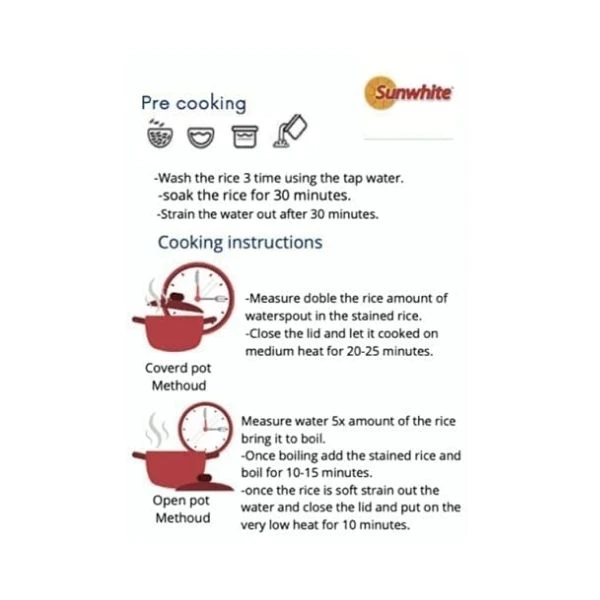 Sunwhite
Pre cooking
-Wash the rice 3 time using the tap water.
-soak the rice for 30 minutes.
-Strain the water out after 30 minutes.
Cooking instructions
-Measure doble the rice amount of
waterspout in the stained rice.
-Close the lid and let it cooked on
medium heat for 20-25 minutes.
Coverd pot
Methoud
Measure water 5x amount of the rice
bring it to boil.
-Once boiling add the stained rice and
boil for 10-15 minutes.
-once the rice is soft strain out the
water and close the lid and put on the
very low heat for 10 minutes.
Open pot
Methoud